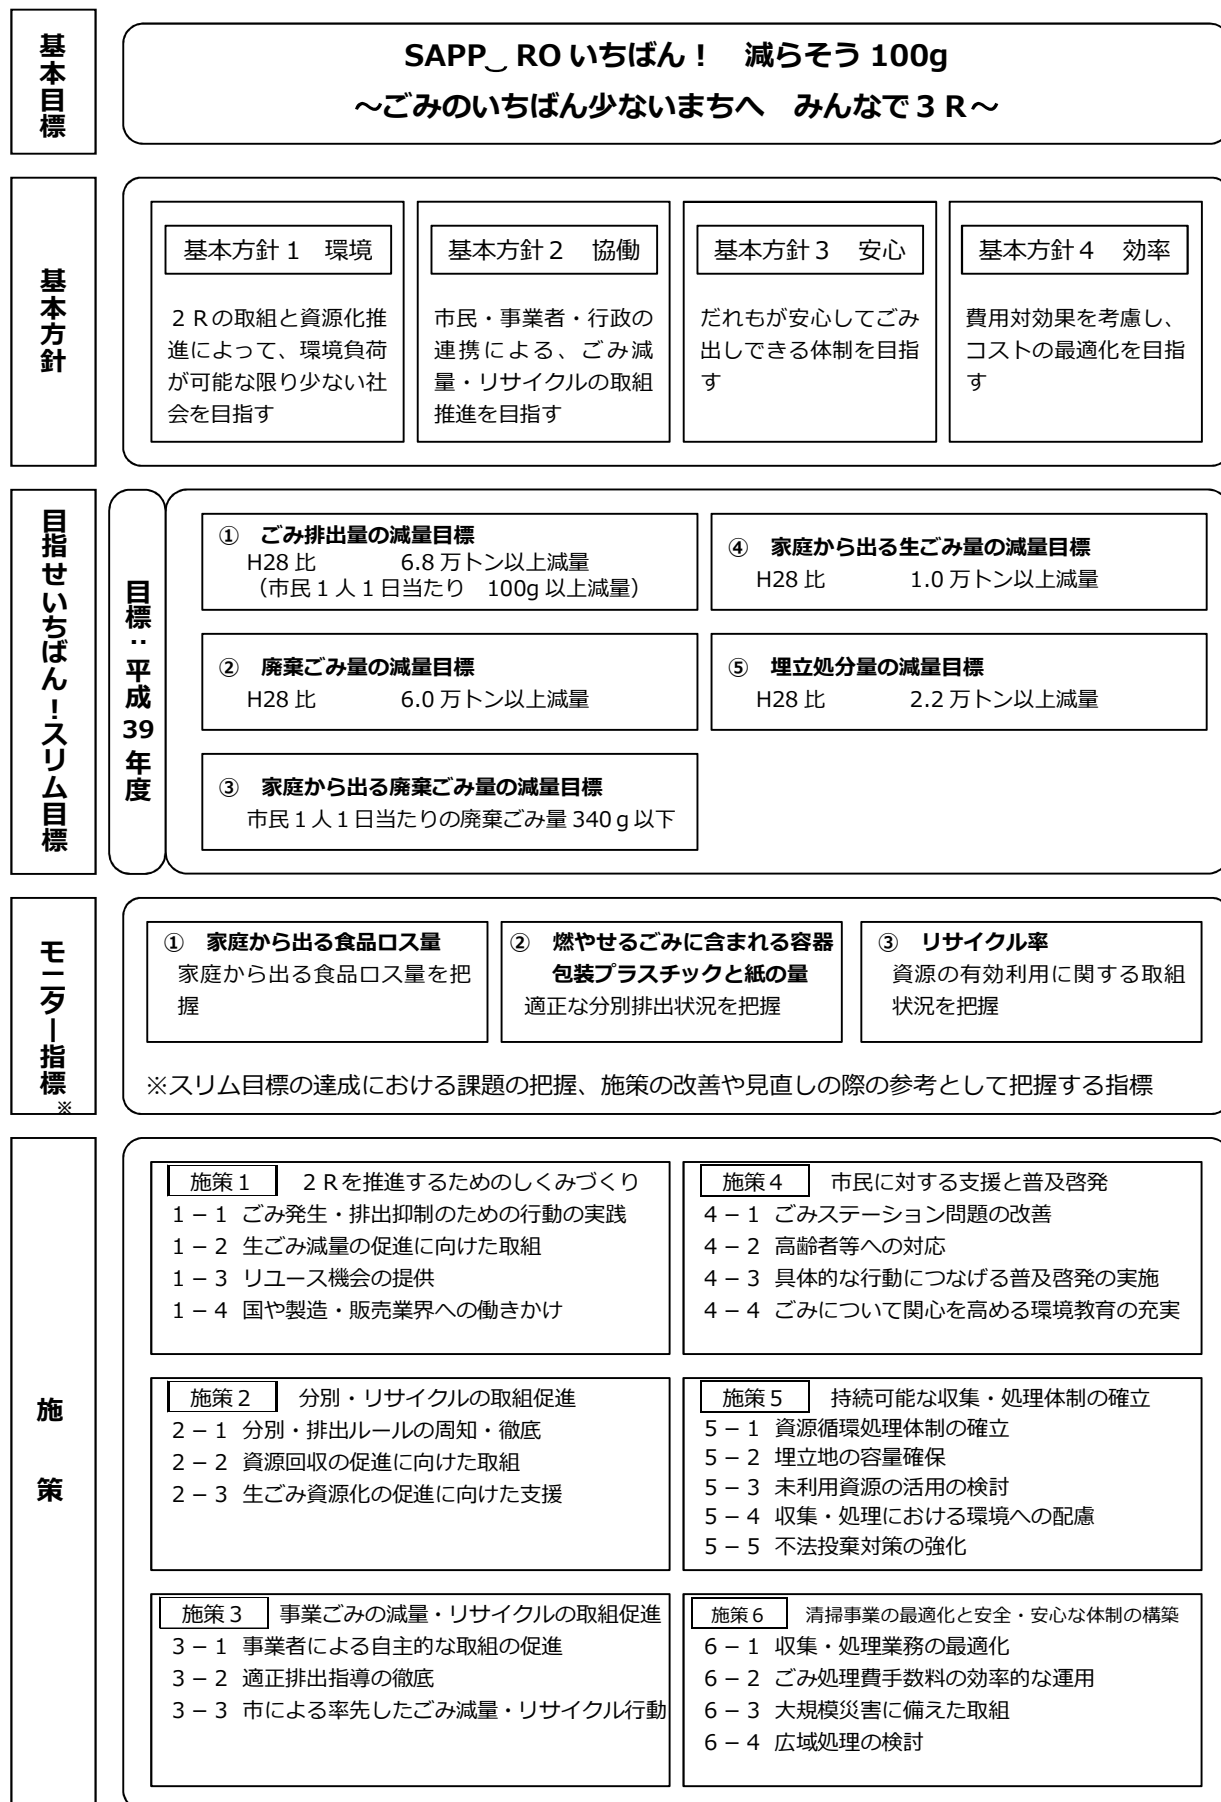 基本目標
SAPP‿ROいちばん！　減らそう100g
～ごみのいちばん少ないまちへ　みんなで３R～
基本方針
基本方針１　環境
２Rの取組と資源化推
進によって、環境負荷
が可能な限り少ない社
会を目指す
基本方針２　協働
市民・事業者・行政の
連携による、ごみ減
量・リサイクルの取組
推進を目指す
基本方針３　安心
だれもが安心してごみ
出しできる体制を目指
す
基本方針４　効率
費用対効果を考慮し、
コストの最適化を目指
す
目指せいちばん！スリム目標
目標：平成39年度
①　ごみ排出量の減量目標
H28比　6.8万トン以上減量
（市民１人１日当たり　100g以上減量）
②　廃棄ごみ量の減量目標
H28比　6.0万トン以上減量
③　家庭から出る廃棄ごみ量の減量目標
市民１人１日当たりの廃棄ごみ量340ｇ以下
④　家庭から出る生ごみ量の減量目標
H28比　1.0万トン以上減量
⑤　埋立処分量の減量目標
H28比　2.2万トン以上減量
モニター指標※
①　家庭から出る食品ロス量
家庭から出る食品ロス量を把
握
②　燃やせるごみに含まれる容器
包装プラスチックと紙の量
適正な分別排出状況を把握
③　リサイクル率
資源の有効利用に関する取組
状況を把握
※スリム目標の達成における課題の把握、施策の改善や見直しの際の参考として把握する指標
施策
施策１　２Rを推進するためのしくみづくり
１－１ ごみ発生・排出抑制のための行動の実践
１－２ 生ごみ減量の促進に向けた取組
１－３ リユース機会の提供
１－４ 国や製造・販売業界への働きかけ
施策２　分別・リサイクルの取組促進
２－１ 分別・排出ルールの周知・徹底
２－２ 資源回収の促進に向けた取組
２－３ 生ごみ資源化の促進に向けた支援
施策３　事業ごみの減量・リサイクルの取組促進
３－１ 事業者による自主的な取組の促進
３－２ 適正排出指導の徹底
３－３ 市による率先したごみ減量・リサイクル行動
施策４　市民に対する支援と普及啓発
４－１ ごみステーション問題の改善
４－２ 高齢者等への対応
４－３ 具体的な行動につなげる普及啓発の実施
４－４ ごみについて関心を高める環境教育の充実
施策５　持続可能な収集・処理体制の確立
５－１ 資源循環処理体制の確立
５－２ 埋立地の容量確保
５－３ 未利用資源の活用の検討
５－４ 収集・処理における環境への配慮
５－５ 不法投棄対策の強化
施策６　清掃事業の最適化と安全・安心な体制の構築
６－１ 収集・処理業務の最適化
６－２ ごみ処理費手数料の効率的な運用
６－３ 大規模災害に備えた取組
６－４ 広域処理の検討